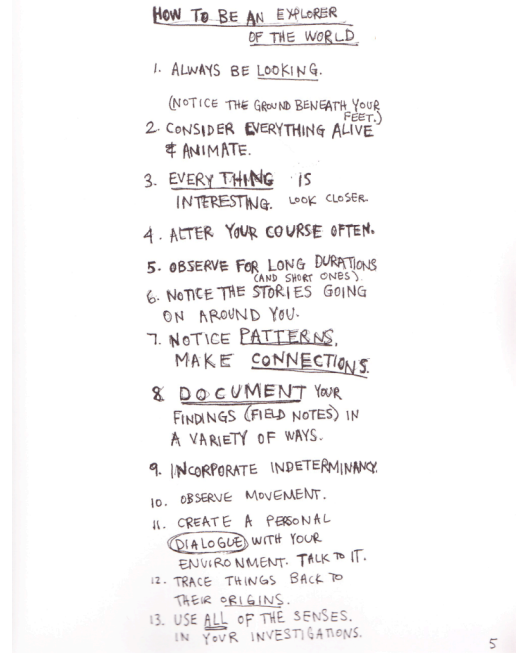 HOW TO BE AN EXPLORER
OF THE WORLD
1. ALWAYS BE LOOKING.
(NOTICE THE GROUND BENEATH YOUR
FEET.)
2. CONSIDER EVERYTHING ALIVE
& ANIMATE.
3. EVERY THING IS
INTERESTING. LOOK CLOSER.
4. ALTER YOUR COURSE OFTEN.
5. OBSERVE FOR LONG DURATIONS
(AND SHORT ONES).
6. NOTICE THE STORIES GOING
ON AROUND YOU.
7. NOTICE PATTERNS,
MAKE CONNECTIONS.
8. DOCUMENT YOUR
FINDINGS (FIELD NOTES) IN
A VARIETY OF WAYS.
9. INCORPORATE INDETERMINANCY.
10. OBSERVE MOVEMENT.
11. CREATE A PERSONAL
DIALOGUE WITH YOUR
ENVIRONMENT. TALK TO IT.
12. TRACE THINGS BACK TO
THEIR ORIGINS.
13. USE ALL OF THE SENSES.
IN YOUR INVESTIGATIONS.
5